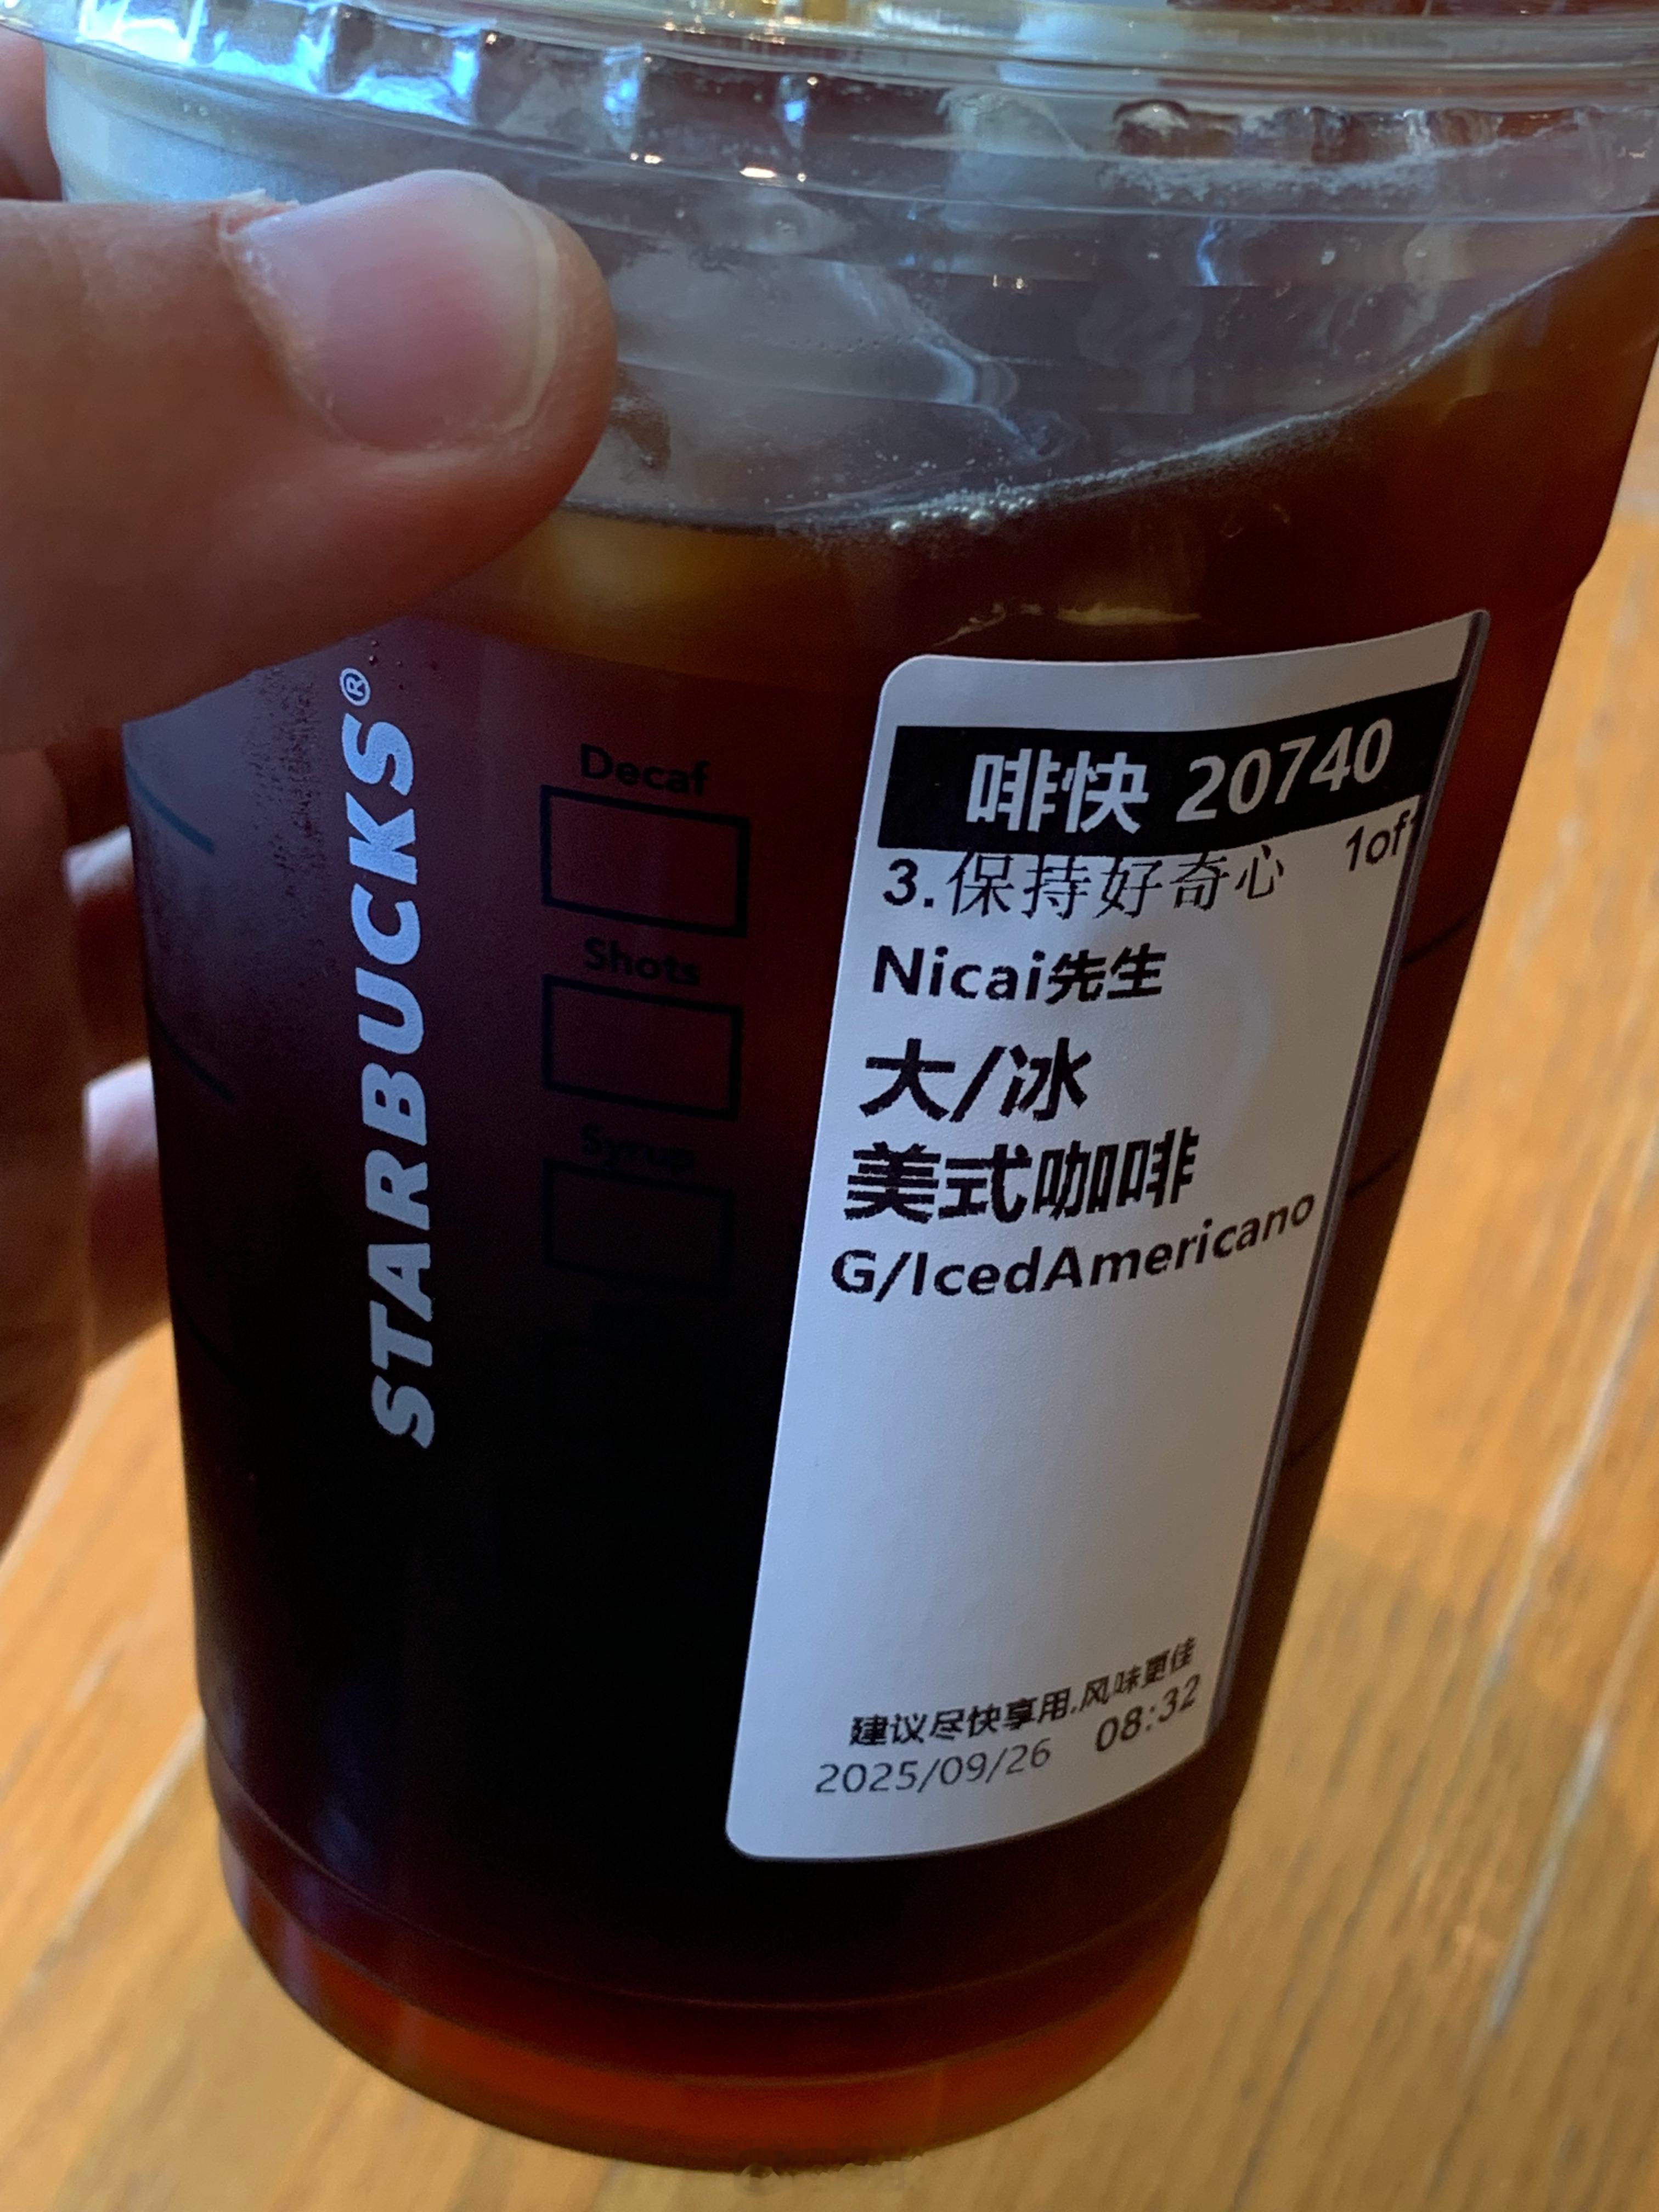 STARBUCKS®
Decaf
Shots
Syrup
啡快 20740
1of1
3.保持好奇心
Nicai先生
大/冰
美式咖啡
G/IcedAmericano
建议尽快享用.风味更佳
2025/09/26 08:32